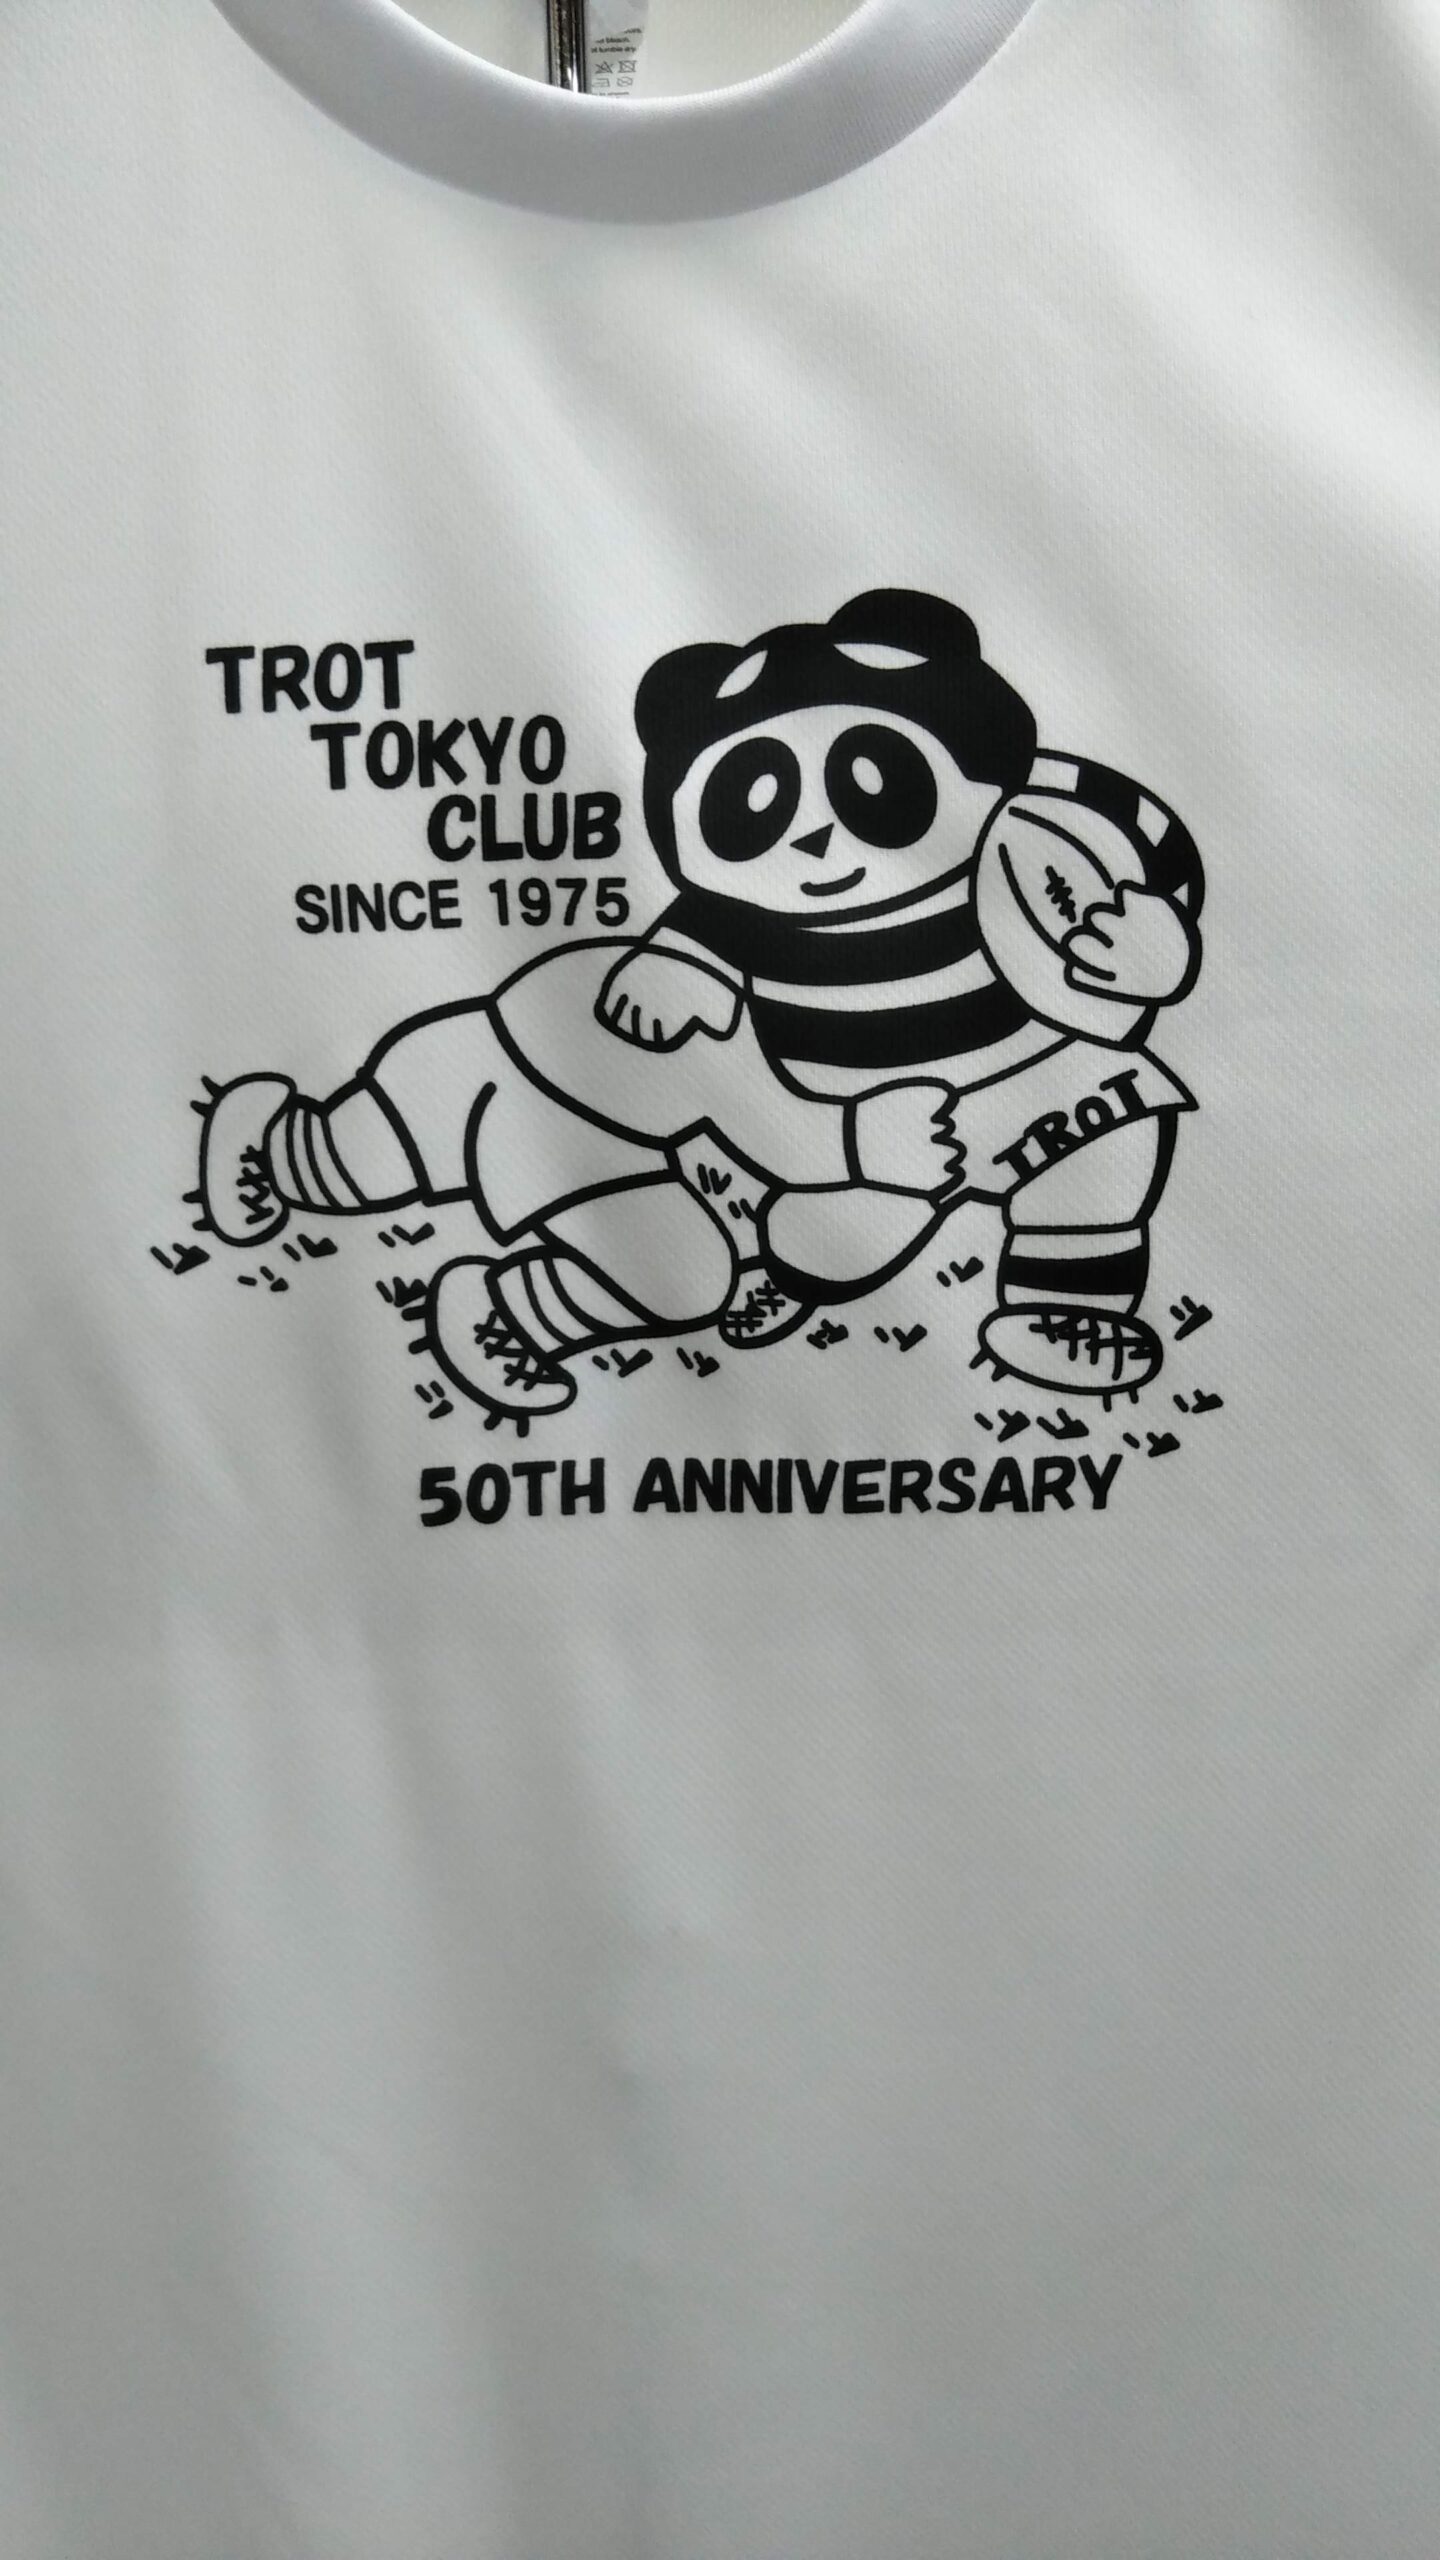 TROT
TOKYO
CLUB
SINCE 1975
TROT
50TH ANNIVERSARY